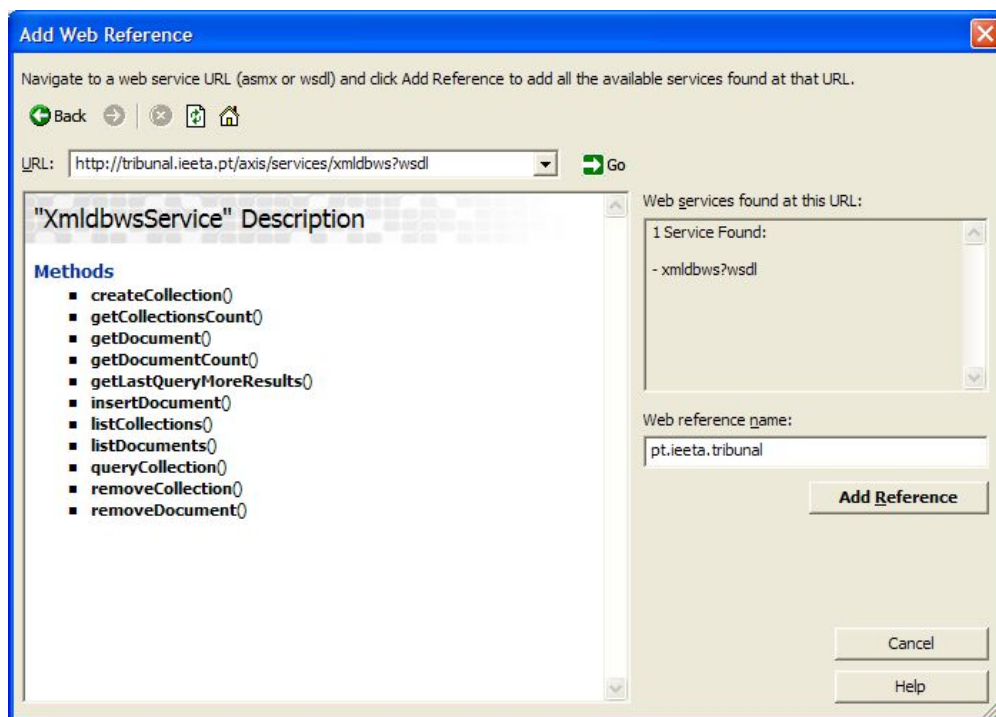 Add Web Reference
Navigate to a web service URL (asmx or wsdl) and click Add Reference to add all the available services found at that URL.
Back
URL: http://tribunal.ieeta.pt/axis/services/xmldbws?wsdl Go
"XmldbwsService" Description
Methods
createCollection()
getCollectionsCount()
getDocument()
getDocumentCount()
getLastQueryMoreResults()
insertDocument()
listCollections()
listDocuments()
queryCollection()
removeCollection()
removeDocument()
Web services found at this URL:
1 Service Found:
- xmldbws?wsdl
Web reference name:
pt.ieeta.tribunal
Add Reference
Cancel
Help